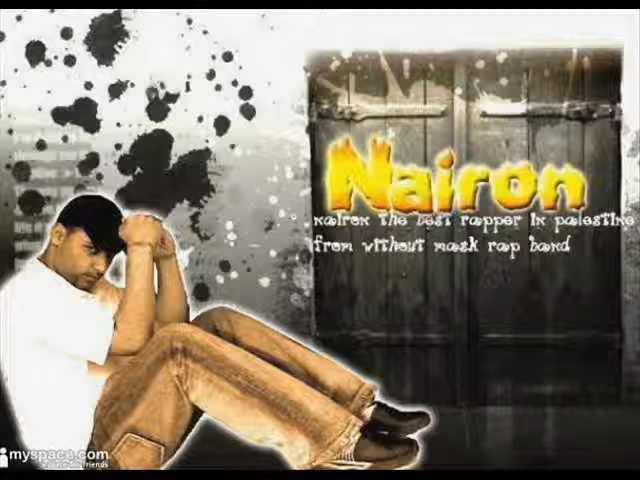 Nairon
nairon the best rapper in palestine
from without mask rap band
myspace.com